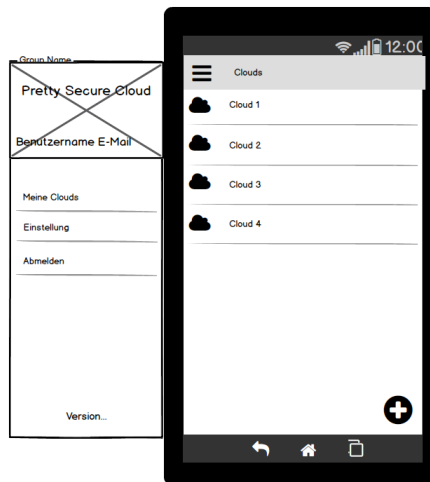 Group Name
Pretty Secure Cloud
Benutzername E-Mail
Meine Clouds
Einstellung
Abmelden
Version...
12:00
Clouds
Cloud 1
Cloud 2
Cloud 3
Cloud 4